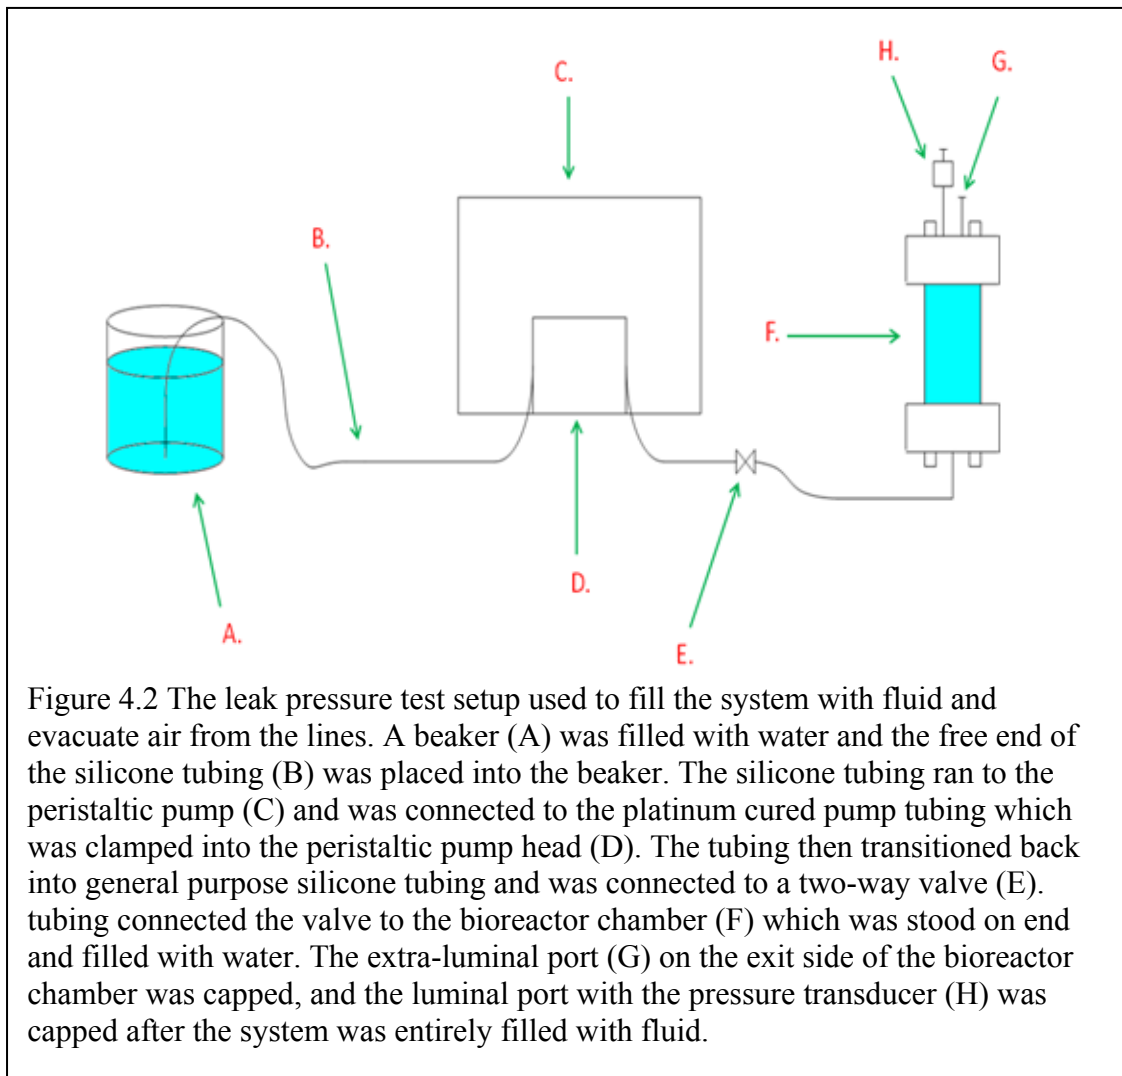 H.
C.
G.
B.
F.
D.
A.
E.
Figure 4.2 The leak pressure test setup used to fill the system with fluid and
evacuate air from the lines. A beaker (A) was filled with water and the free end of
the silicone tubing (B) was placed into the beaker. The silicone tubing ran to the
peristaltic pump (C) and was connected to the platinum cured pump tubing which
was clamped into the peristaltic pump head (D). The tubing then transitioned back
into general purpose silicone tubing and was connected to a two-way valve (E).
tubing connected the valve to the bioreactor chamber (F) which was stood on end
and filled with water. The extra-luminal port (G) on the exit side of the bioreactor
chamber was capped, and the luminal port with the pressure transducer (H) was
capped after the system was entirely filled with fluid.